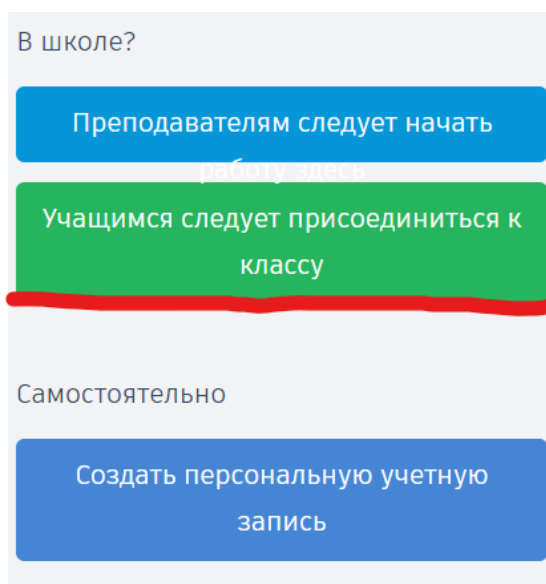 В школе?
Преподавателям следует начать
работу здесь
Учащимся следует присоединиться к
классу
Самостоятельно
Создать персональную учетную
запись